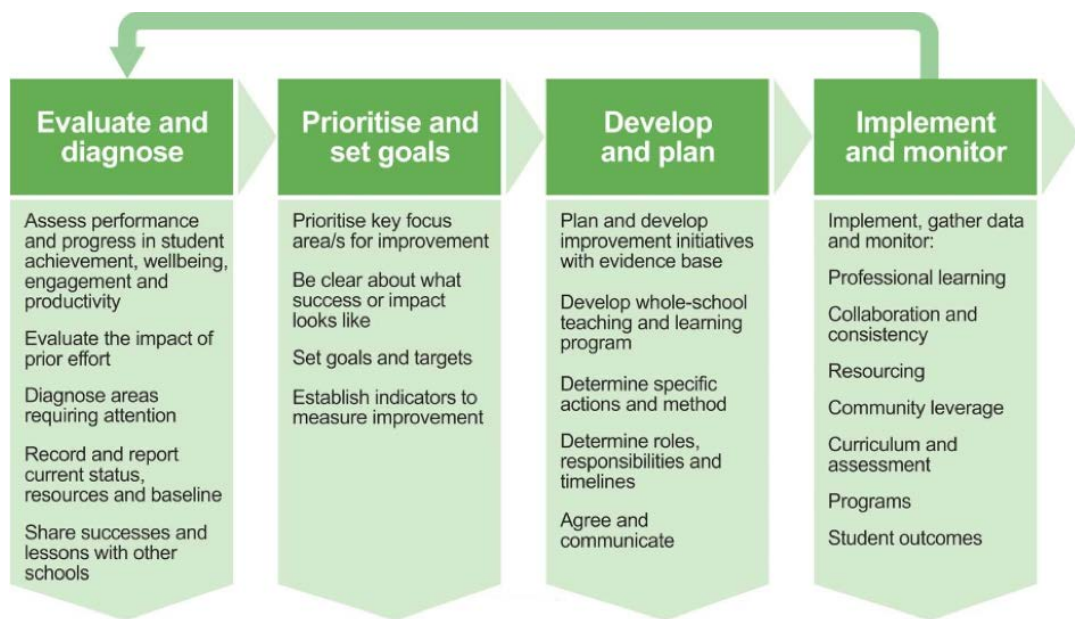 Evaluate and
diagnose
Assess performance
and progress in student
achievement, wellbeing,
engagement and
productivity
Evaluate the impact of
prior effort
Diagnose areas
requiring attention
Record and report
current status,
resources and baseline
Share successes and
lessons with other
schools
Prioritise and
set goals
Prioritise key focus
area/s for improvement
Be clear about what
success or impact
looks like
Set goals and targets
Establish indicators to
measure improvement
Develop
and plan
Plan and develop
improvement initiatives
with evidence base
Develop whole-school
teaching and learning
program
Determine specific
actions and method
Determine roles,
responsibilities and
timelines
Agree and
communicate
Implement
and monitor
Implement, gather data
and monitor:
Professional learning
Collaboration and
consistency
Resourcing
Community leverage
Curriculum and
assessment
Programs
Student outcomes